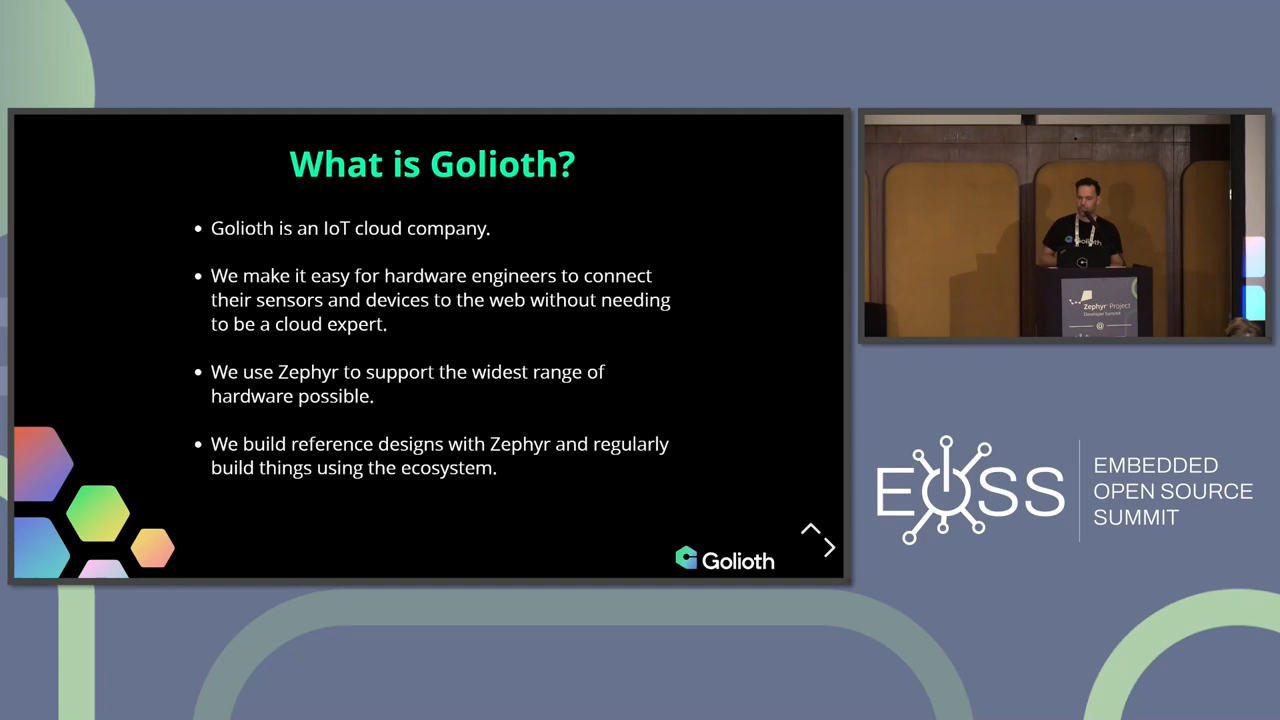 What is Golioth?
• Golioth is an IoT cloud company.
• We make it easy for hardware engineers to connect
their sensors and devices to the web without needing
to be a cloud expert.
• We use Zephyr to support the widest range of
hardware possible.
• We build reference designs with Zephyr and regularly
build things using the ecosystem.
Golioth
Golioth
Zephyr® Project
Developer Summit
@
EOSS
EMBEDDED
OPEN SOURCE
SUMMIT